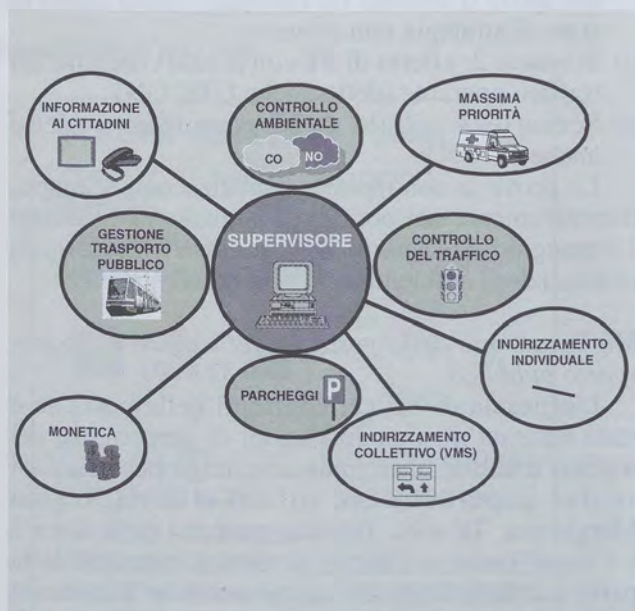 INFORMAZIONE
AI CITTADINI
CONTROLLO
AMBIENTALE
CO
NO
MASSIMA
PRIORITÀ
GESTIONE
TRASPORTO
PUBBLICO
SUPERVISORE
CONTROLLO
DEL TRAFFICO
INDIRIZZAMENTO
INDIVIDUALE
PARCHEGGI
P
MONETICA
INDIRIZZAMENTO
COLLETTIVO (VMS)